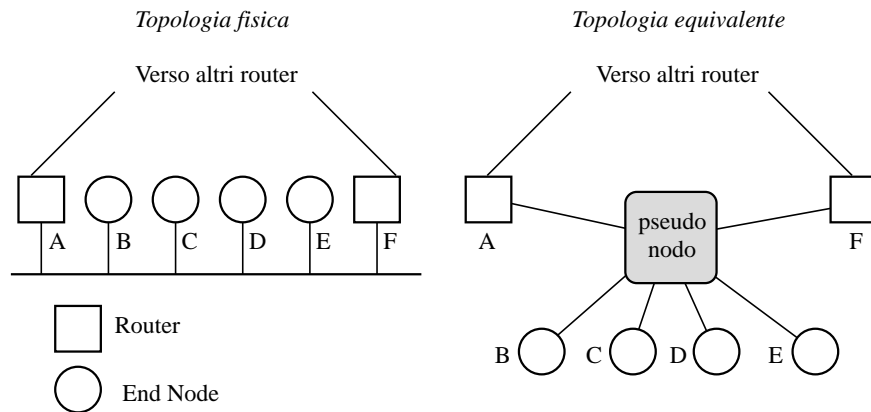 Topologia fisica
Verso altri router
A
B
C
D
E
F
Router
End Node
Topologia equivalente
Verso altri router
A
pseudo
nodo
F
B
C
D
E